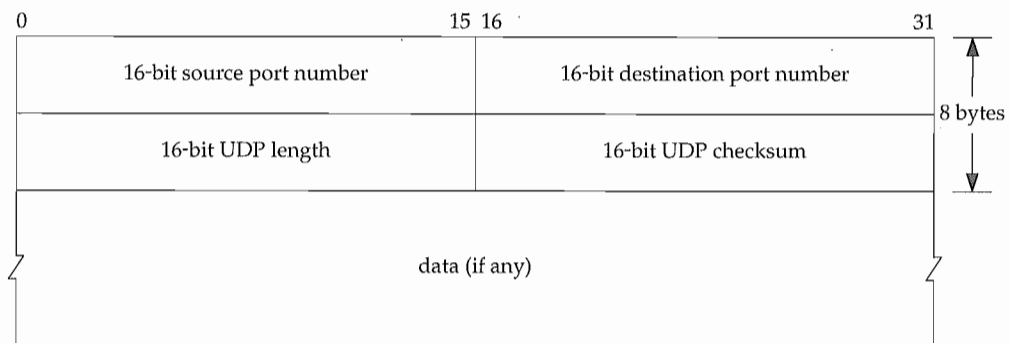 0 15 16 31
16-bit source port number 16-bit destination port number
8 bytes
16-bit UDP length 16-bit UDP checksum
data (if any)